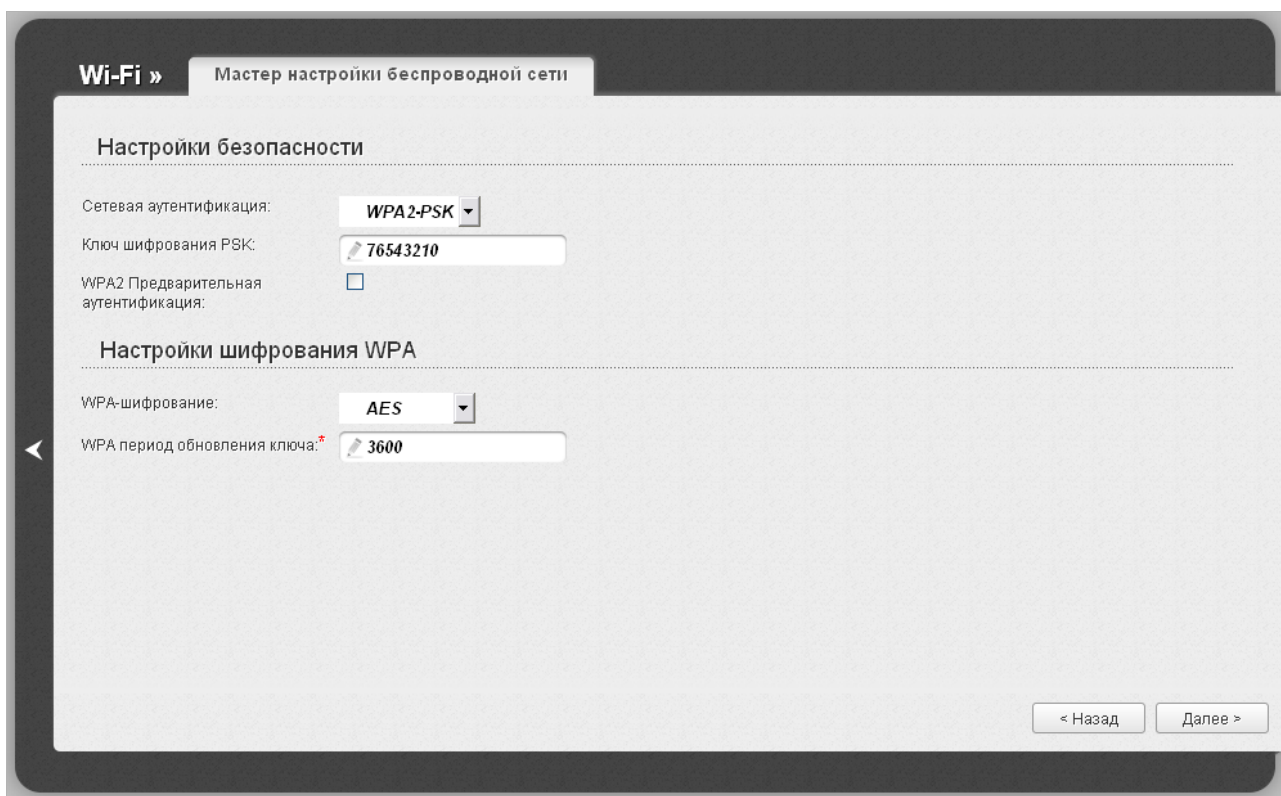 Wi-Fi »
Мастер настройки беспроводной сети
Настройки безопасности
Сетевая аутентификация:
WPA2-PSK
Ключ шифрования PSK:
76543210
WPA2 Предварительная
аутентификация:
Настройки шифрования WPA
WPA-шифрование:
AES
WPA период обновления ключа:*
3600
< Назад
Далее >